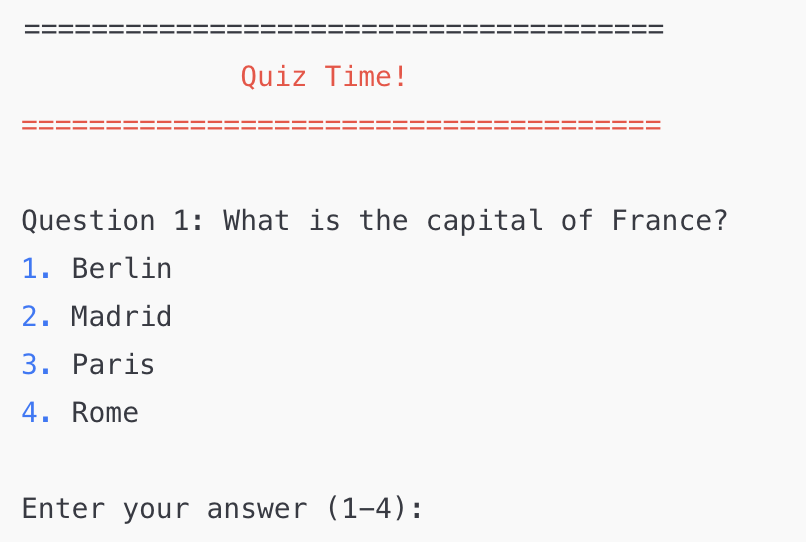 ======================================
Quiz Time!
======================================
Question 1: What is the capital of France?
1. Berlin
2. Madrid
3. Paris
4. Rome
Enter your answer (1-4):